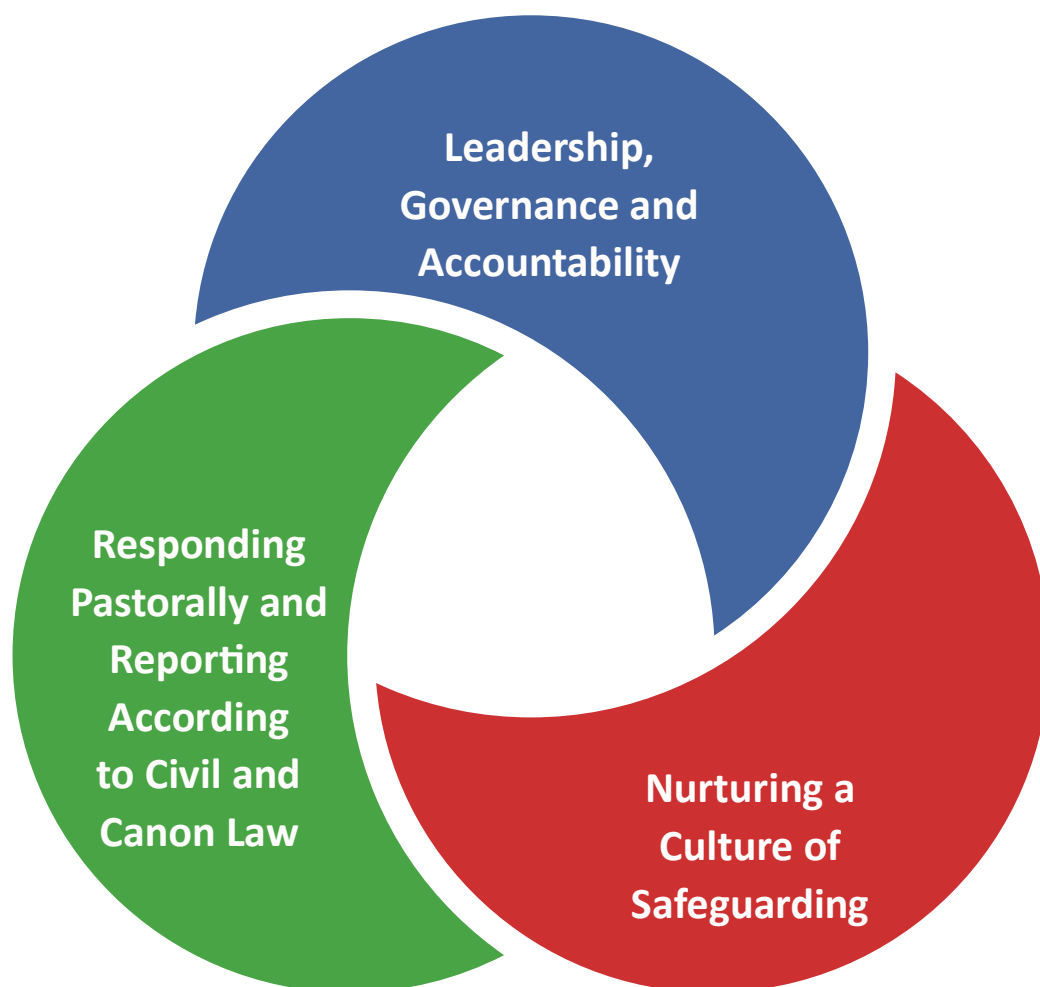 Leadership,
Governance and
Accountability
Responding
Pastorally and
Reporting
According
to Civil and
Canon Law
Nurturing a
Culture of
Safeguarding